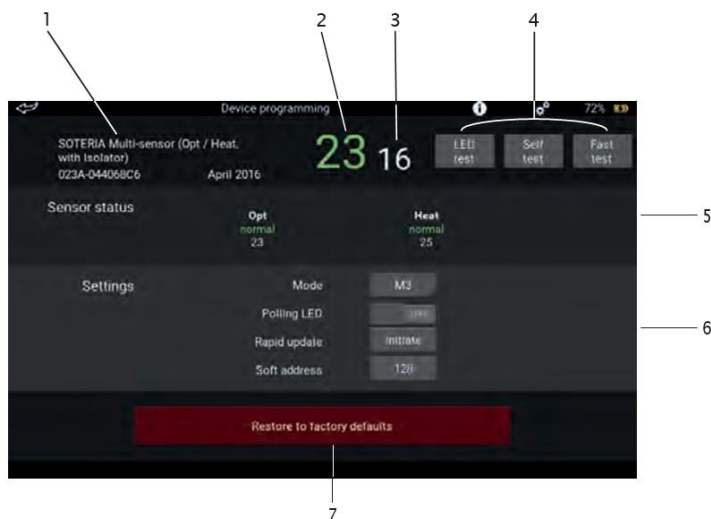 1 2 3 4
Device programming 72%
SOTERIA Multi-sensor (Opt / Heat,
with Isolator)
023A-044068C6 April 2016
23 16
LED test
Self test
Fast test
Sensor status
Opt
normal
23
Heat
normal
25
5
Settings
Mode M3
Polling LED
Rapid update Initiate
6
Soft address 128
Restore to factory defaults
7